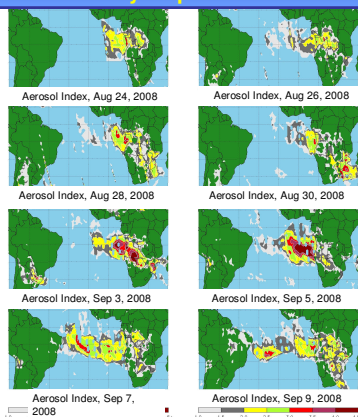 Aerosol Index, Aug 24, 2008
Aerosol Index, Aug 26, 2008
Aerosol Index, Aug 28, 2008
Aerosol Index, Aug 30, 2008
Aerosol Index, Sep 3, 2008
Aerosol Index, Sep 5, 2008
Aerosol Index, Sep 7,
2008
Aerosol Index, Sep 9, 2008